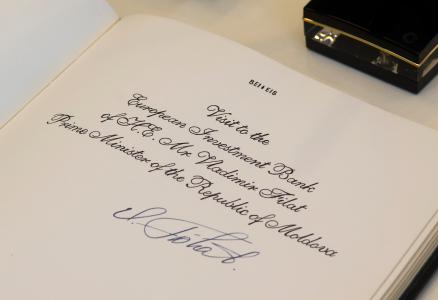 BEI•EIB
Visit to the
European Investment Bank
of H.E. Mr. Vladimir Filat
Prime Minister of the Republic of Moldova